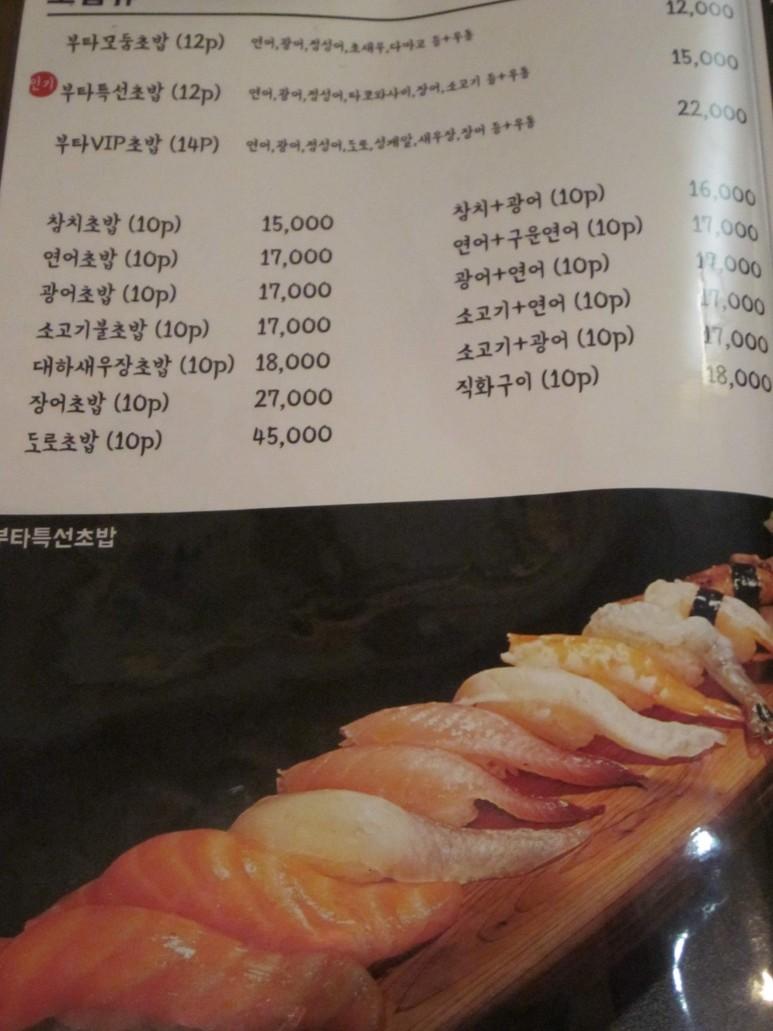 부타모둠초밥 (12p) 연어,광어,점성어,초새우,타마고 등+우동 12,000
인기 부타특선초밥 (12p) 연어,광어,점성어,타코와사비,장어,소고기 등+우동 15,000
부타VIP초밥 (14P) 연어,광어,점성어,도로,성게알,새우장,장어 등+우동 22,000
참치초밥 (10p) 15,000
연어초밥 (10p) 17,000
광어초밥 (10p) 17,000
소고기불초밥 (10p) 17,000
대하새우장초밥 (10p) 18,000
장어초밥 (10p) 27,000
도로초밥 (10p) 45,000
참치+광어 (10p) 16,000
연어+구운연어 (10p) 17,000
광어+연어 (10p) 17,000
소고기+연어 (10p) 17,000
소고기+광어 (10p) 17,000
직화구이 (10p) 18,000
부타특선초밥